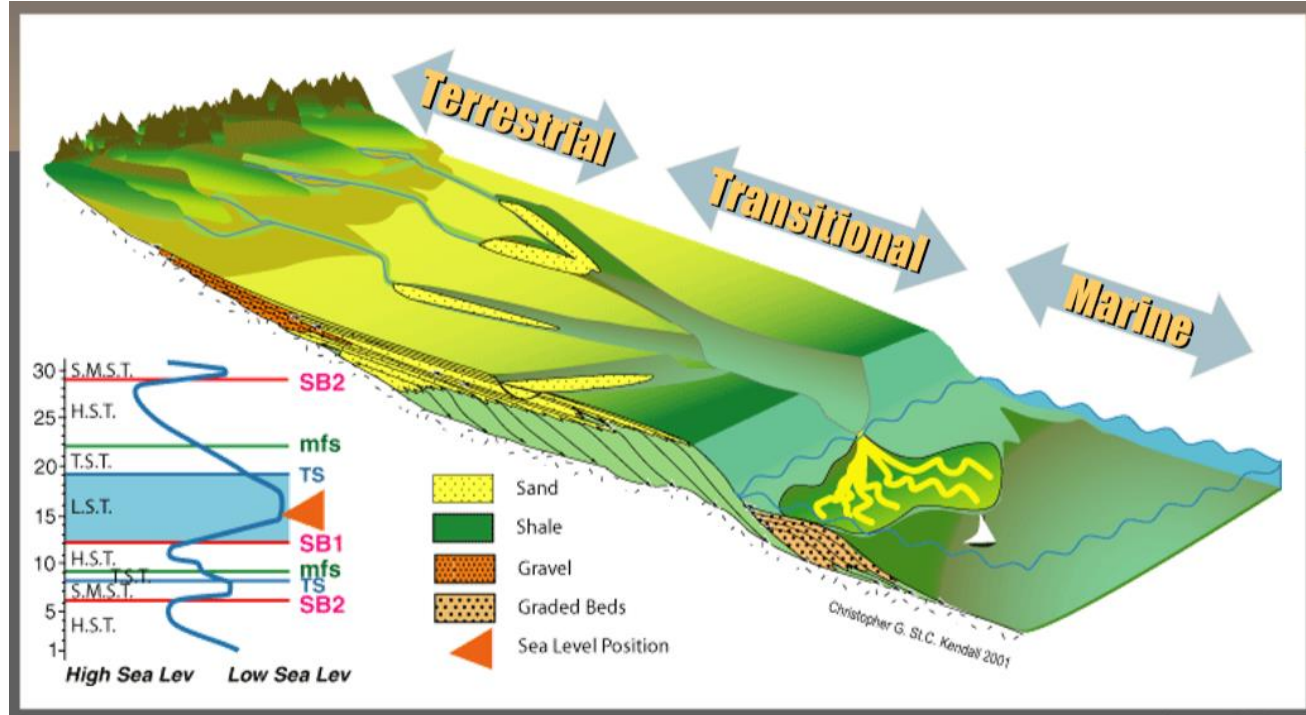 Terrestrial
Transitional
Marine
30
S.M.S.T.
SB2
H.S.T.
25
mfs
T.S.T.
20
TS
L.S.T.
15
SB1
H.S.T.
10
mfs
T.S.T.
TS
S.M.S.T.
SB2
5
H.S.T.
1
High Sea Lev Low Sea Lev
Sand
Shale
Gravel
Graded Beds
Sea Level Position
Christopher G. St.C. Kendall 2001